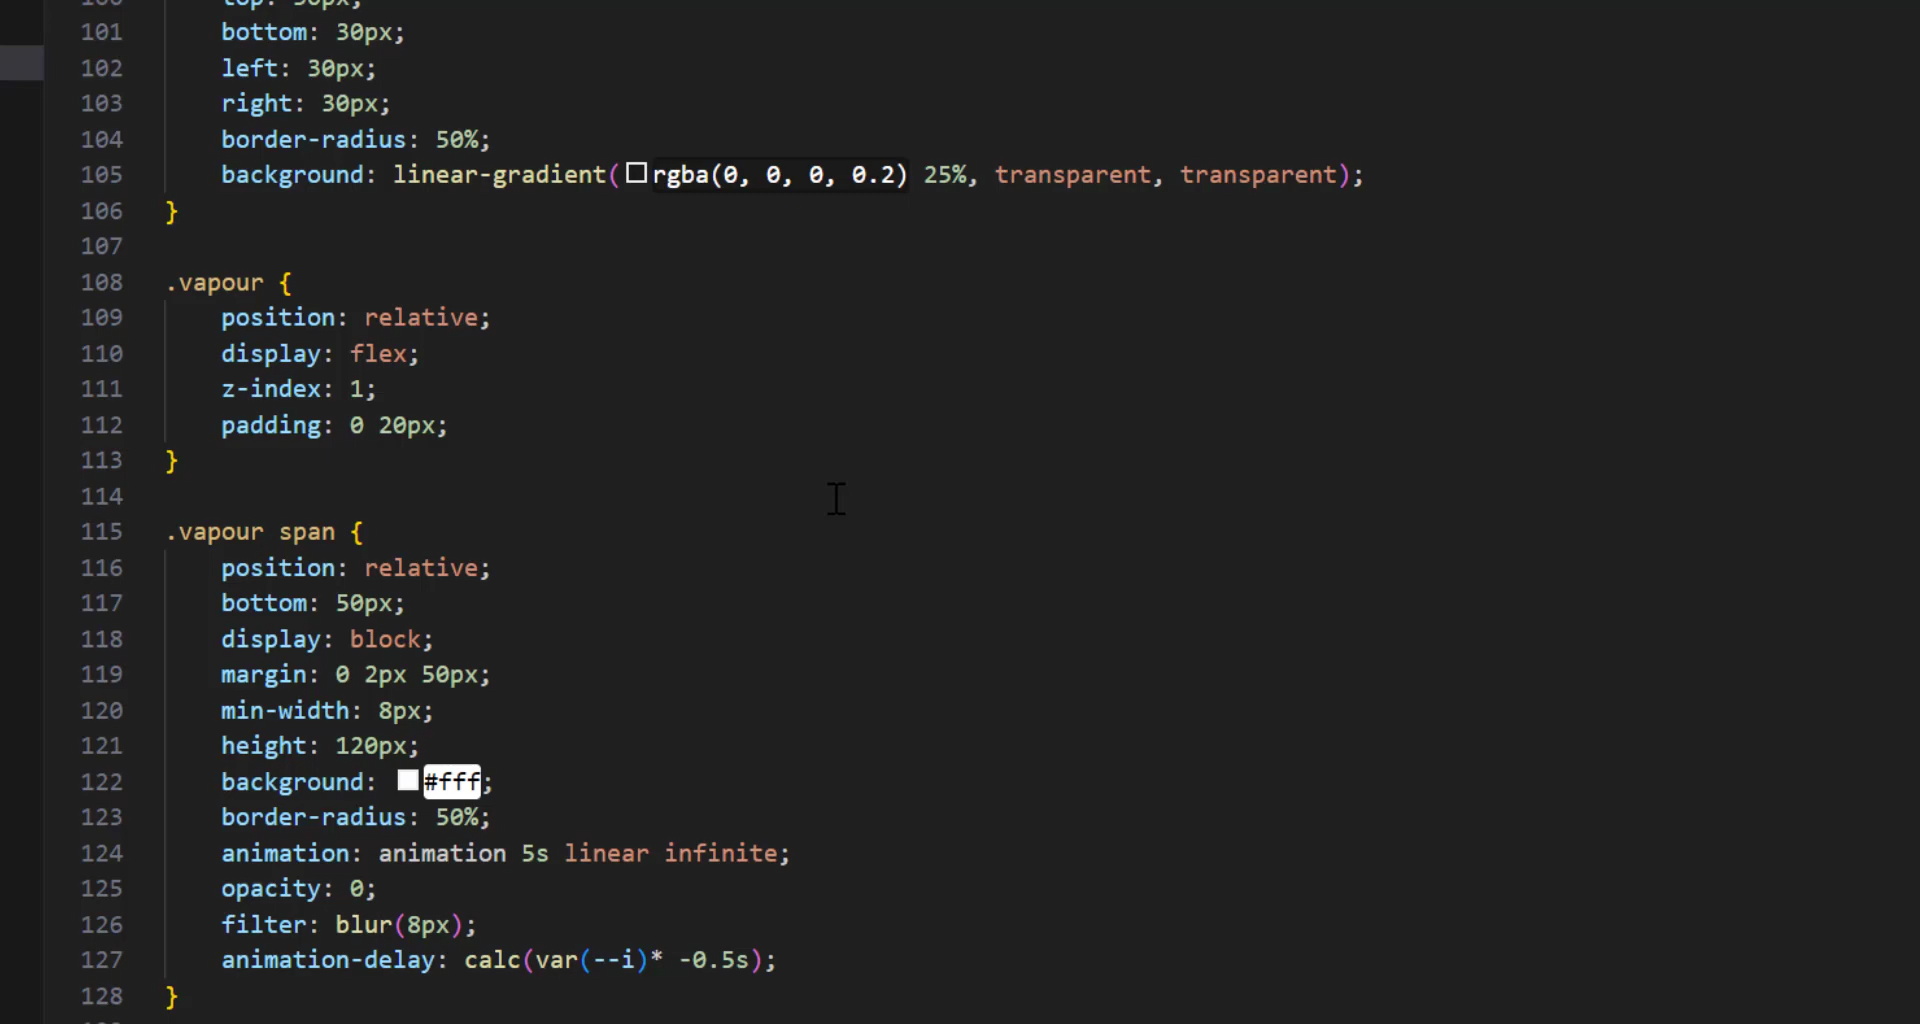 100 top: 30px;
101 bottom: 30px;
102 left: 30px;
103 right: 30px;
104 border-radius: 50%;
105 background: linear-gradient(rgba(0, 0, 0, 0.2) 25%, transparent, transparent);
106 }
107
108 .vapour {
109 position: relative;
110 display: flex;
111 z-index: 1;
112 padding: 0 20px;
113 }
114
115 .vapour span {
116 position: relative;
117 bottom: 50px;
118 display: block;
119 margin: 0 2px 50px;
120 min-width: 8px;
121 height: 120px;
122 background: #fff;
123 border-radius: 50%;
124 animation: animation 5s linear infinite;
125 opacity: 0;
126 filter: blur(8px);
127 animation-delay: calc(var(--i)* -0.5s);
128 }